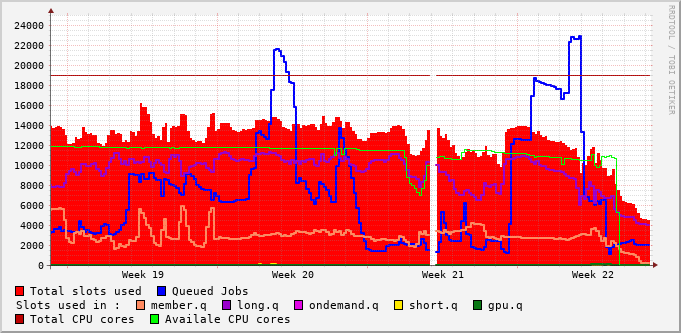 24000
22000
20000
18000
16000
14000
12000
10000
8000
6000
4000
2000
0
Week 19 Week 20 Week 21 Week 22
Total slots used Queued Jobs
Slots used in : member.q long.q ondemand.q short.q gpu.q
Total CPU cores Availale CPU cores
RRDTOOL / TOBI OETIKER